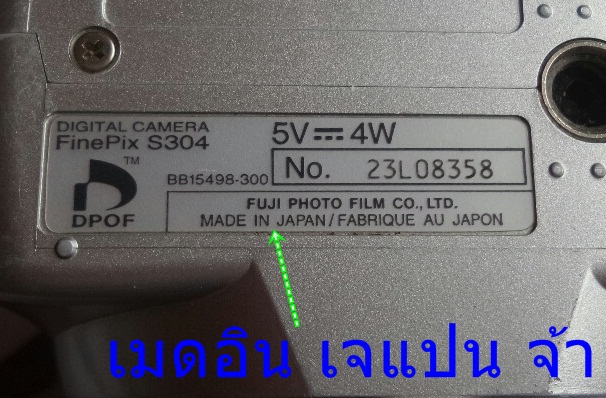 DIGITAL CAMERA
FinePix S304
5V⎓4W
TM
DPOF
BB15498-300
No. 23L08358
FUJI PHOTO FILM CO., LTD.
MADE IN JAPAN/FABRIQUE AU JAPON
เมดอิน เจแปน จ้า